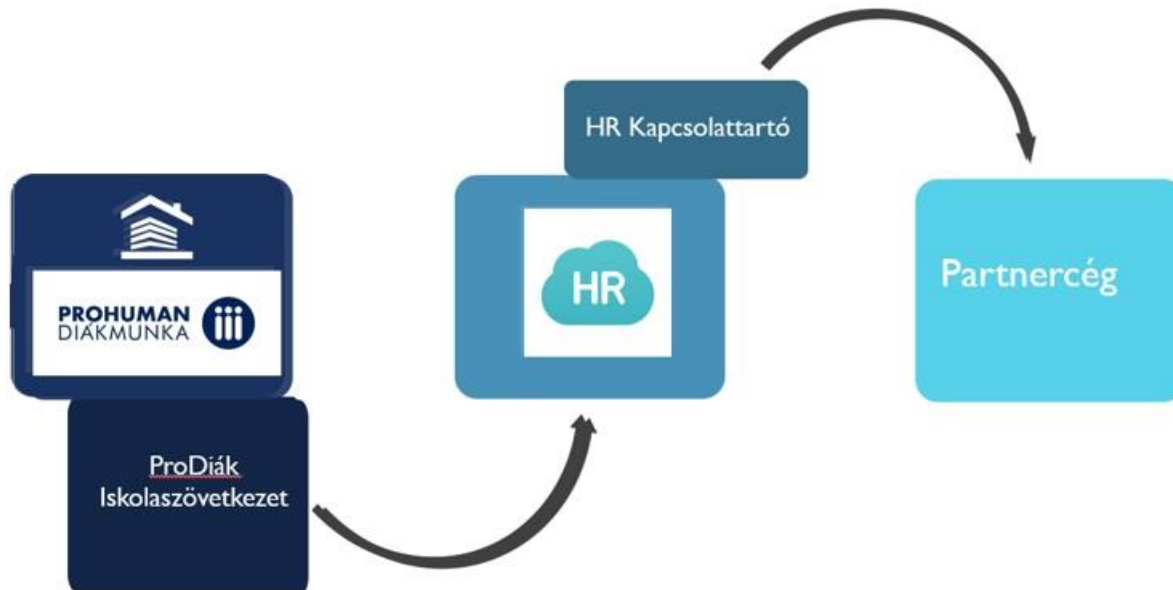 PROHUMAN
DIÁKMUNKA
ProDiák
Iskolaszövetkezet
HR
HR Kapcsolattartó
Partnercég